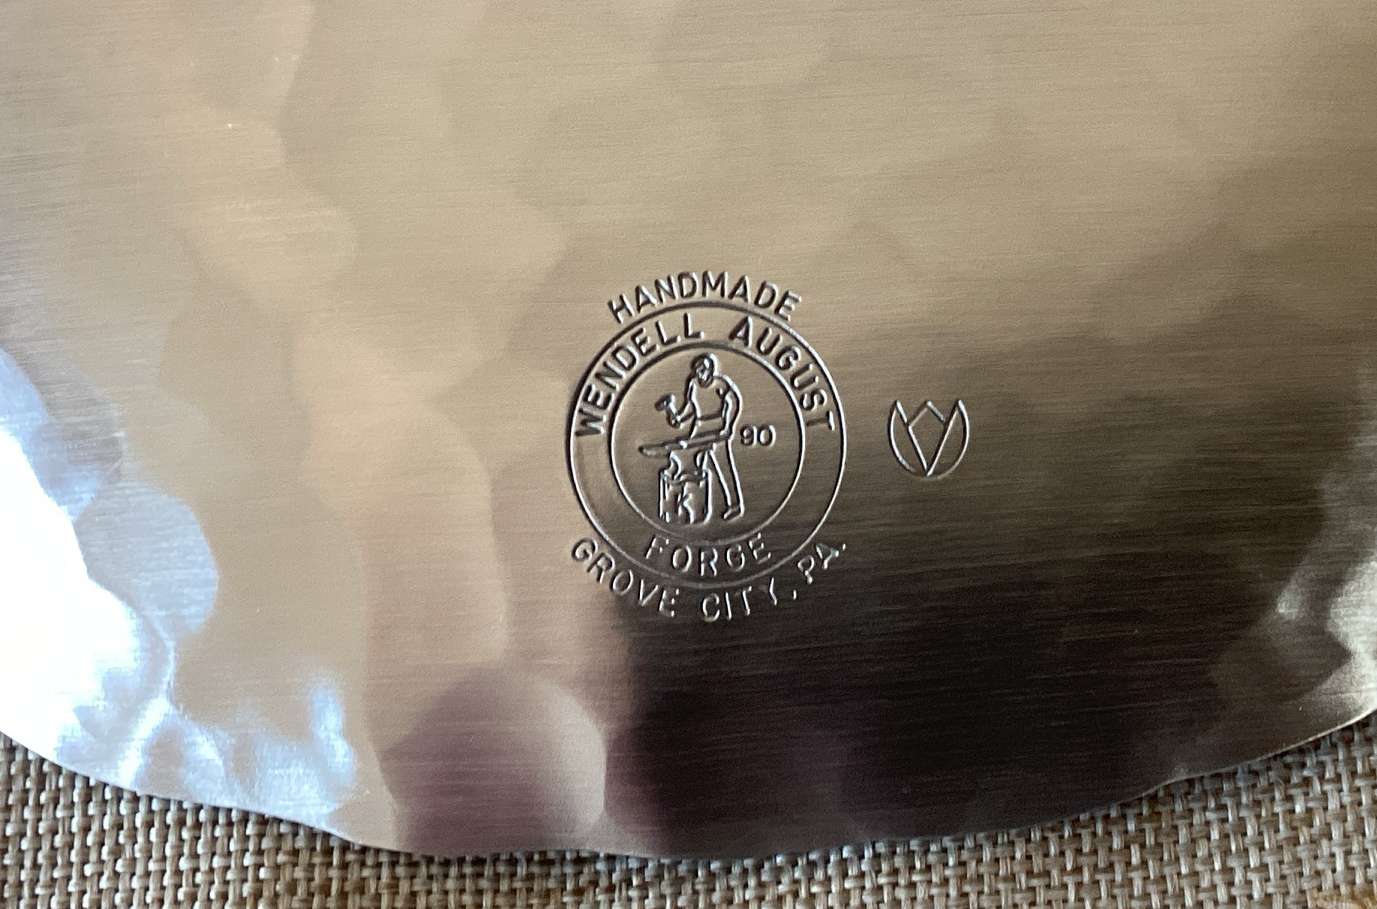 HANDMADE
WENDELL AUGUST
90
FORGE
GROVE CITY, PA.